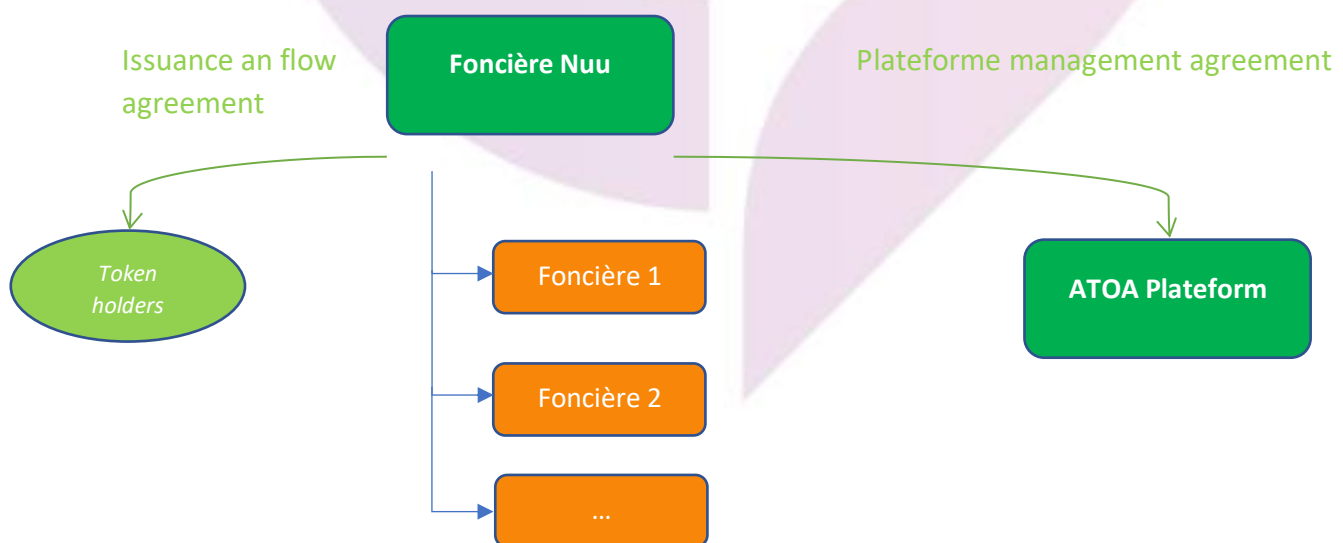 Issuance an flow
agreement
Foncière Nuu
Plateforme management agreement
Token
holders
Foncière 1
ATOA Plateform
Foncière 2
...